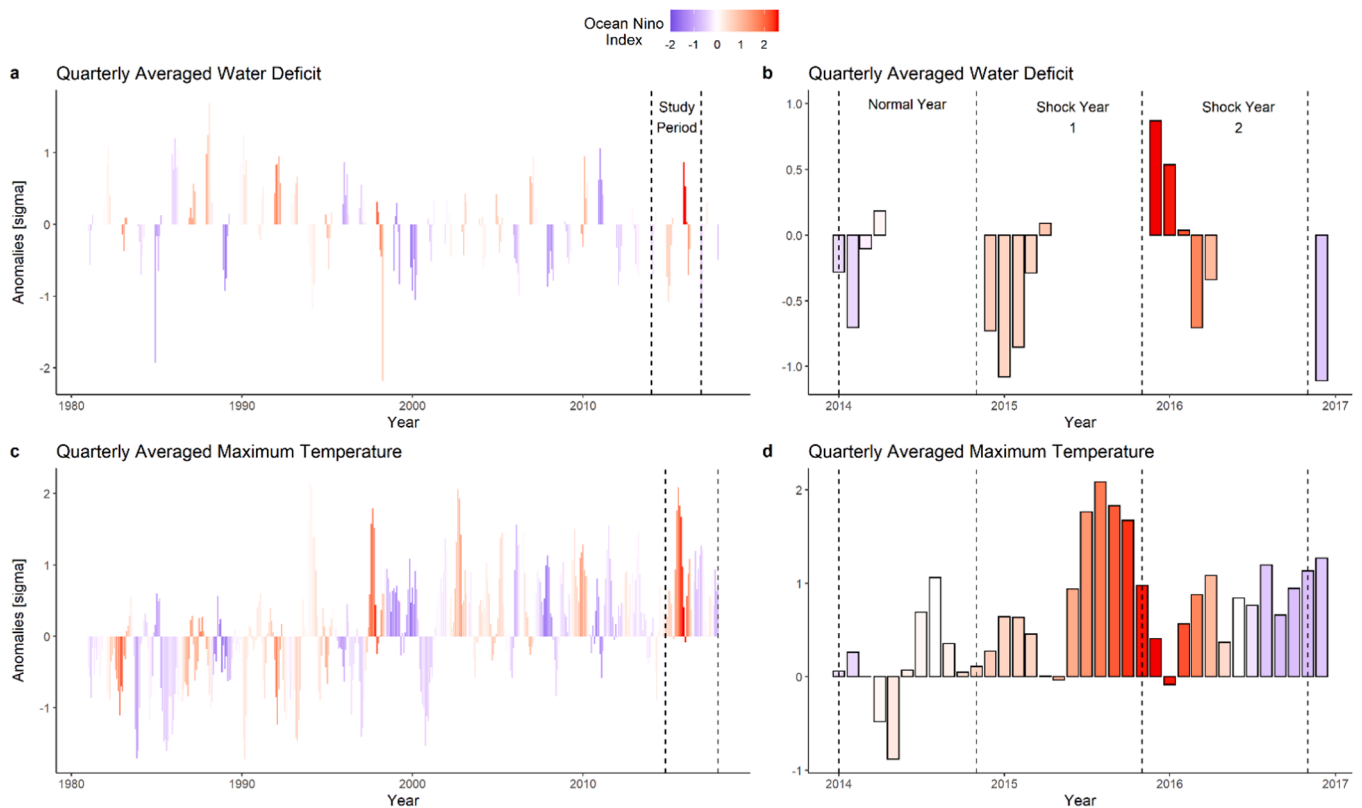 Ocean Nino
Index
-2 -1 0 1 2
a Quarterly Averaged Water Deficit
Study
Period
Anomalies [sigma]
1
0
-1
-2
1980 1990 2000 2010
Year
b Quarterly Averaged Water Deficit
Normal Year
Shock Year
1
Shock Year
2
1.0
0.5
0.0
-0.5
-1.0
2014 2015 2016 2017
Year
c Quarterly Averaged Maximum Temperature
Anomalies [sigma]
2
1
0
-1
1980 1990 2000 2010
Year
d Quarterly Averaged Maximum Temperature
2
1
0
-1
2014 2015 2016 2017
Year